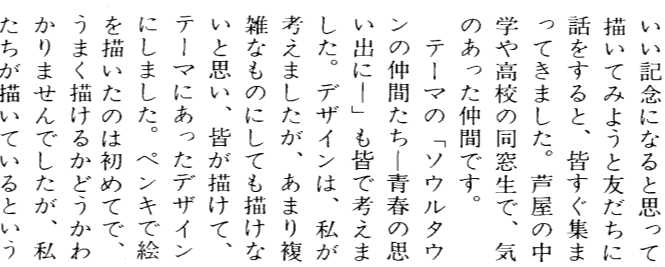 いい記念になると思って
描いてみようと友だちに
話をすると、皆すぐ集ま
ってきました。芦屋の中
学や高校の同窓生で、気
のあった仲間です。
テーマの「ソウルタウ
ンの仲間たち―青春の思
い出に―」も皆で考えま
した。デザインは、私が
考えましたが、あまり複
雑なものにしても描けな
いと思い、皆が描けて、
テーマにあったデザイン
にしました。ペンキで絵
を描いたのは初めてで、
うまく描けるかどうかわ
かりませんでしたが、私
たちが描いているという